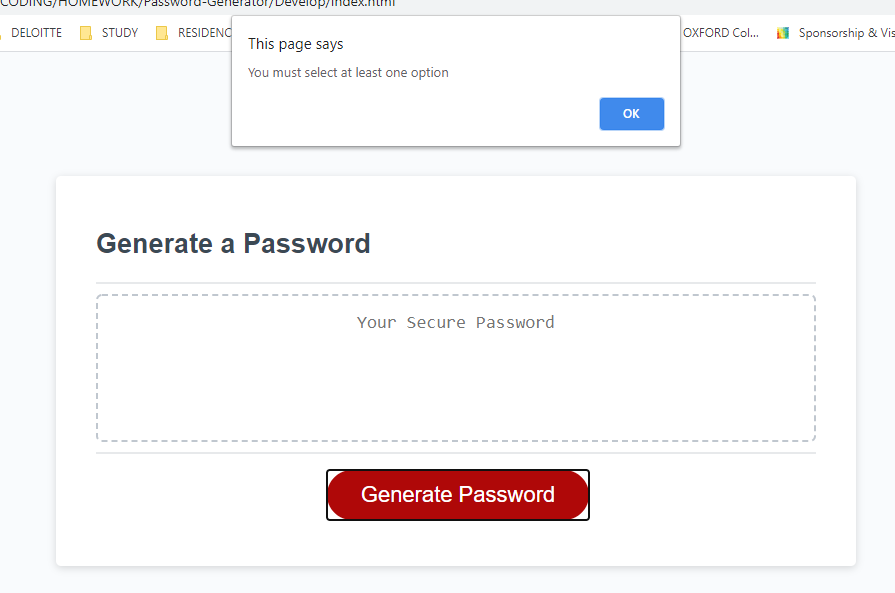 CODING/HOMEWORK/Password-Generator/Develop/index.html
DELOITTE STUDY RESIDENC OXFORD Col... Sponsorship & Vis
This page says
You must select at least one option
OK
Generate a Password
Your Secure Password
Generate Password